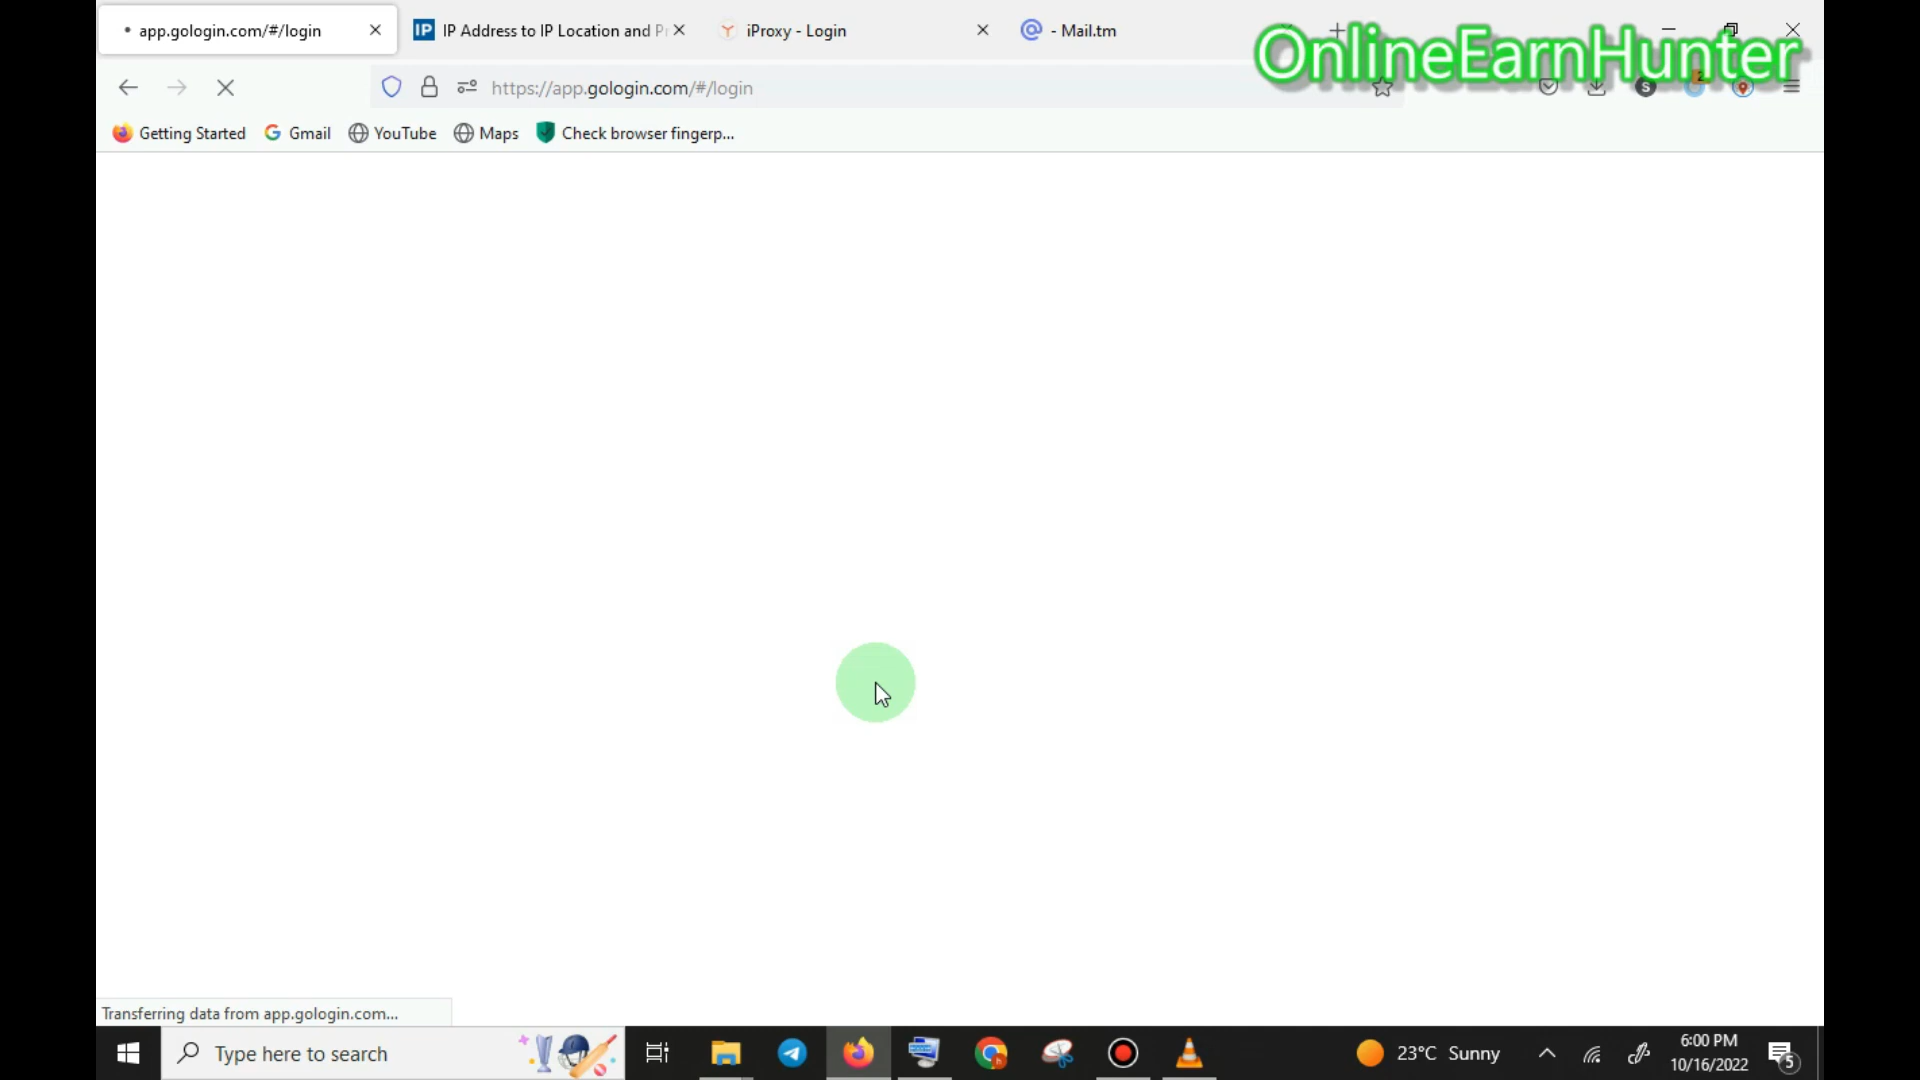 app.gologin.com/#/login
IP Address to IP Location and Pr
iProxy - Login
- Mail.tm
OnlineEarnHunter
https://app.gologin.com/#/login
Getting Started
Gmail
YouTube
Maps
Check browser fingerp...
Transferring data from app.gologin.com...
Type here to search
23°C Sunny
6:00 PM
10/16/2022
5